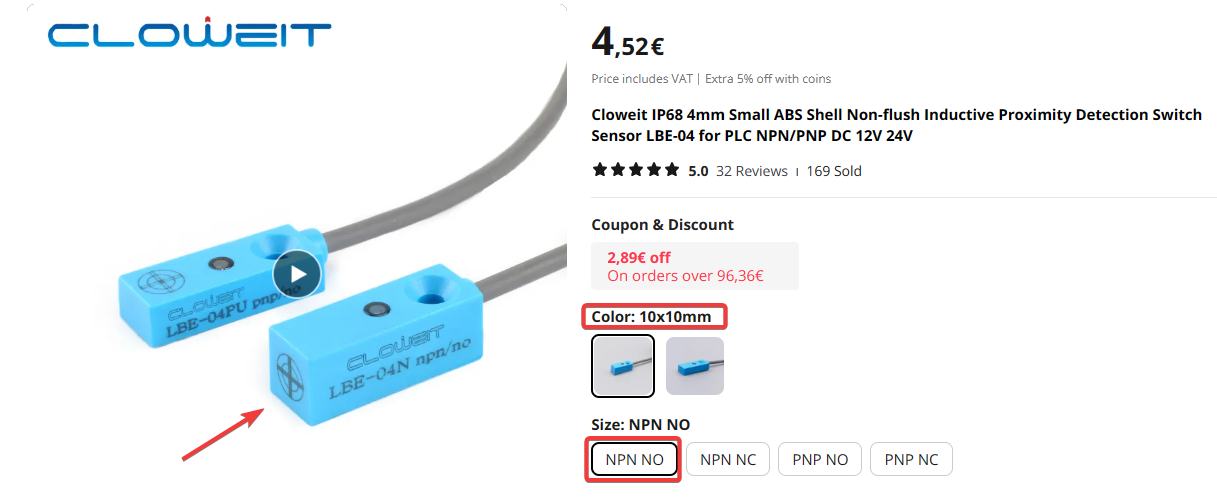 CLOWEIT
CLOWEIT
LBE-04PU pnp/no
CLOWEIT
LBE-04N npn/no
4,52€
Price includes VAT | Extra 5% off with coins
Cloweit IP68 4mm Small ABS Shell Non-flush Inductive Proximity Detection Switch
Sensor LBE-04 for PLC NPN/PNP DC 12V 24V
5.0 32 Reviews 169 Sold
Coupon & Discount
2,89€ off
On orders over 96,36€
Color: 10x10mm
Size: NPN NO
NPN NO NPN NC PNP NO PNP NC